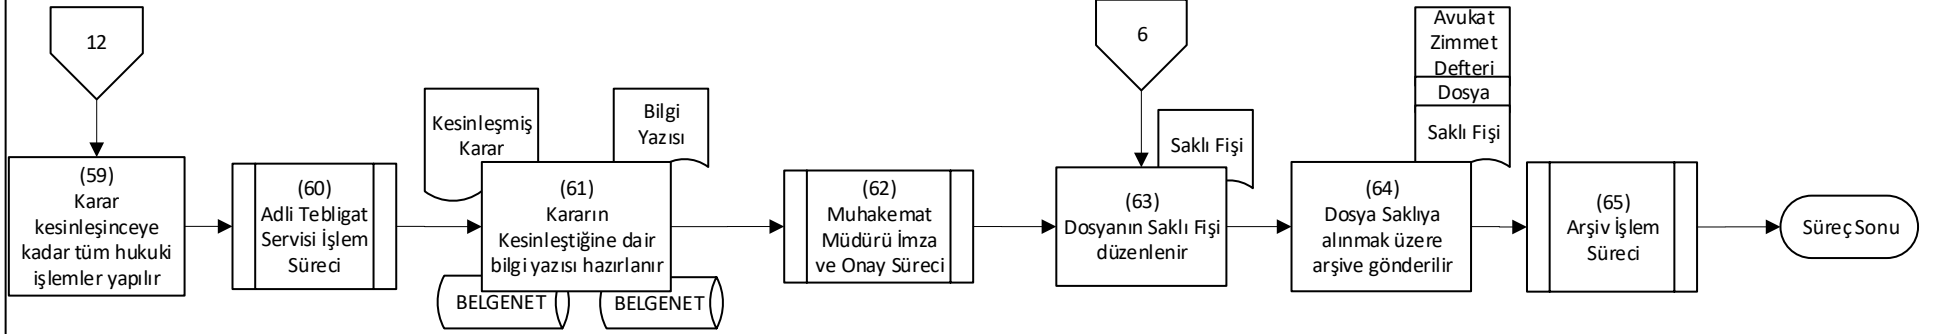 12
(59)
Karar
kesinleşinceye
kadar tüm hukuki
işlemler yapılır
(60)
Adli Tebligat
Servisi İşlem
Süreci
Kesinleşmiş
Karar
Bilgi
Yazısı
(61)
Kararın
Kesinleştiğine dair
bilgi yazısı hazırlanır
BELGENET
BELGENET
(62)
Muhakemat
Müdürü İmza
ve Onay Süreci
6
Saklı Fişi
(63)
Dosyanın Saklı Fişi
düzenlenir
Avukat
Zimmet
Defteri
Dosya
Saklı Fişi
(64)
Dosya Saklıya
alınmak üzere
arşive gönderilir
(65)
Arşiv İşlem
Süreci
Süreç Sonu